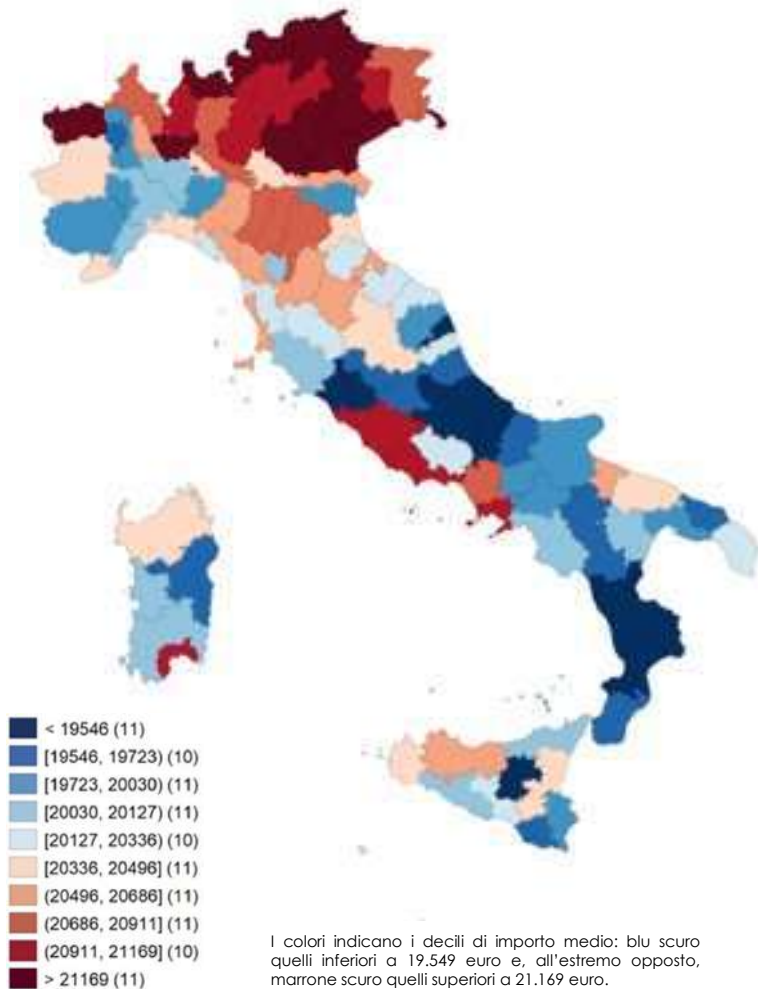 < 19546 (11)
[19546, 19723) (10)
[19723, 20030) (11)
[20030, 20127) (11)
[20127, 20336) (10)
[20336, 20496] (11)
(20496, 20686] (11)
(20686, 20911] (11)
(20911, 21169] (10)
> 21169 (11)
I colori indicano i decili di importo medio: blu scuro
quelli inferiori a 19.549 euro e, all’estremo opposto,
marrone scuro quelli superiori a 21.169 euro.